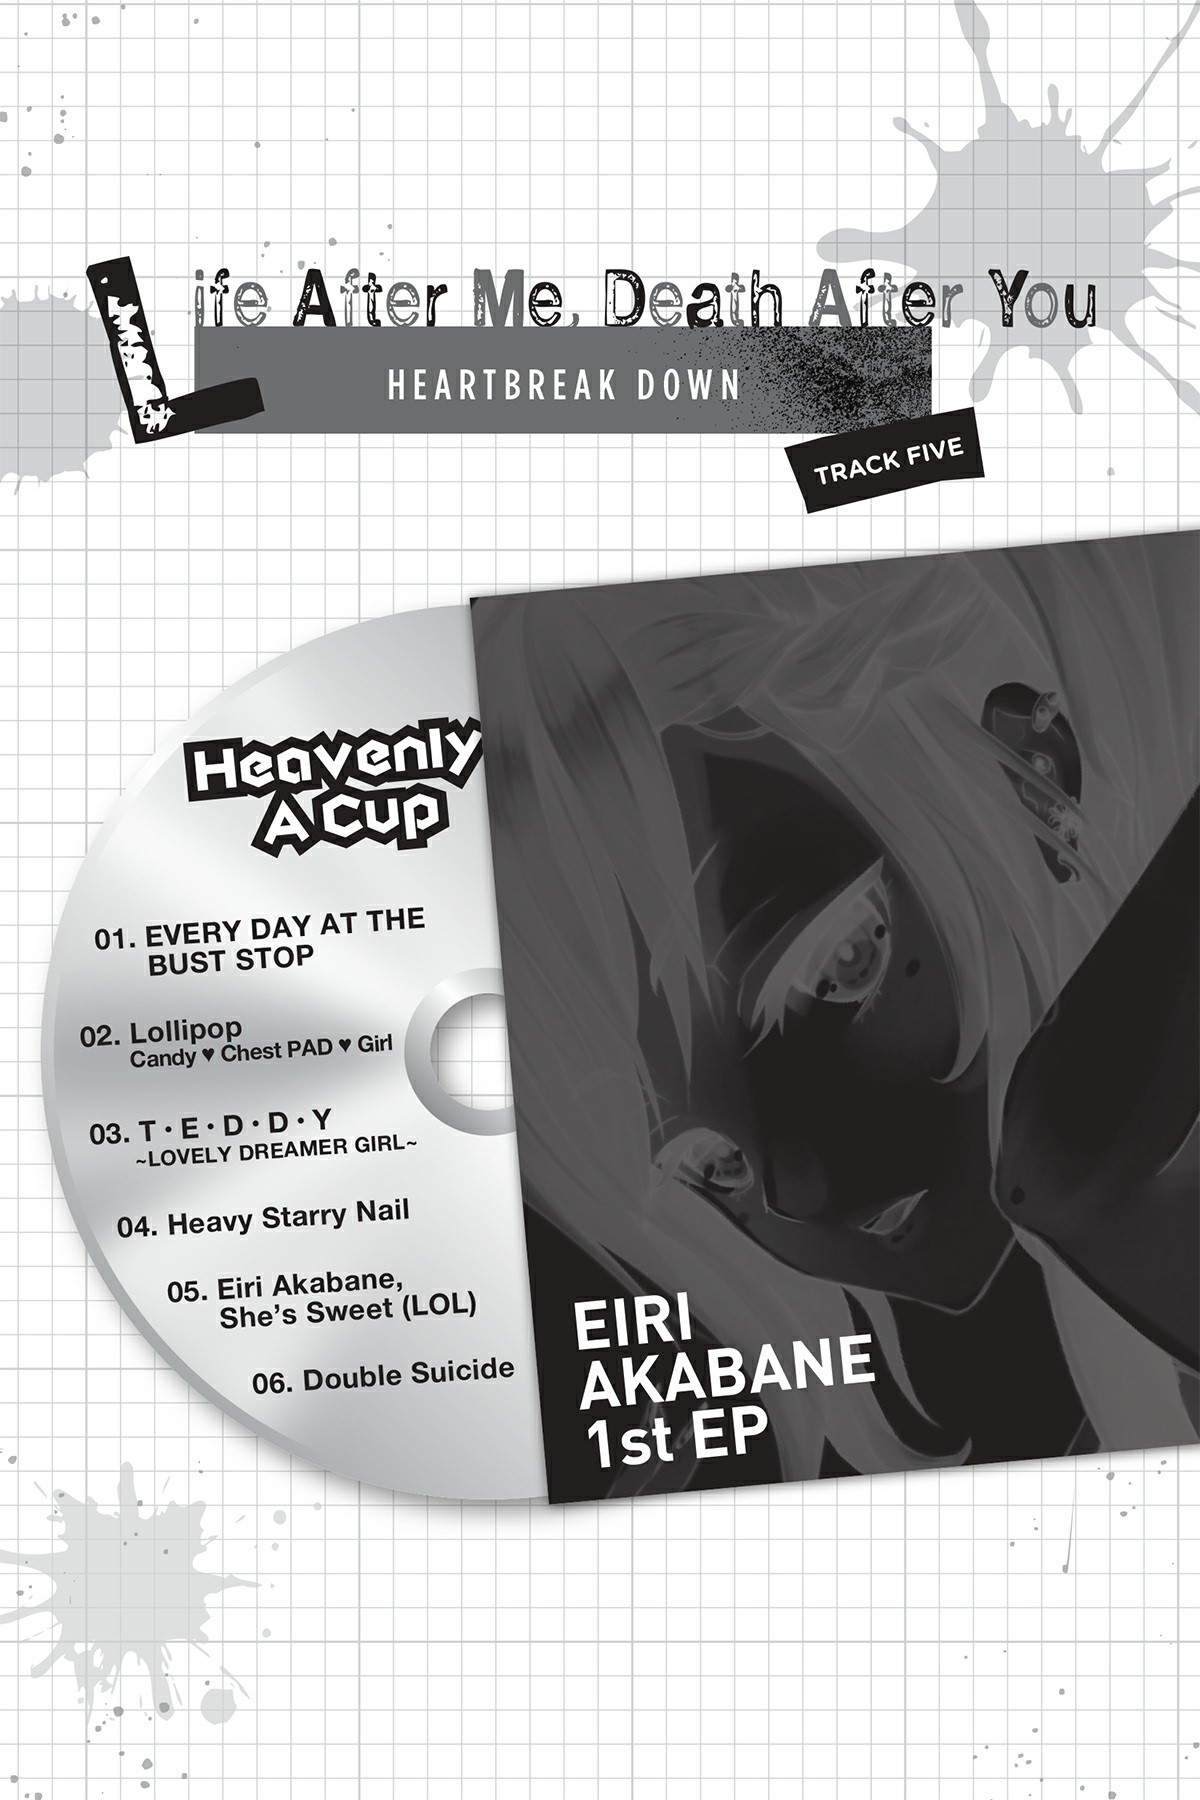 Life After Me, Death After You
HEARTBREAK DOWN
TRACK FIVE
Heavenly
A Cup
01. EVERY DAY AT THE
BUST STOP
02. Lollipop
Candy ♥ Chest PAD ♥ Girl
03. T・E・D・D・Y
~LOVELY DREAMER GIRL~
04. Heavy Starry Nail
05. Eiri Akabane,
She's Sweet (LOL)
06. Double Suicide
EIRI
AKABANE
1st EP